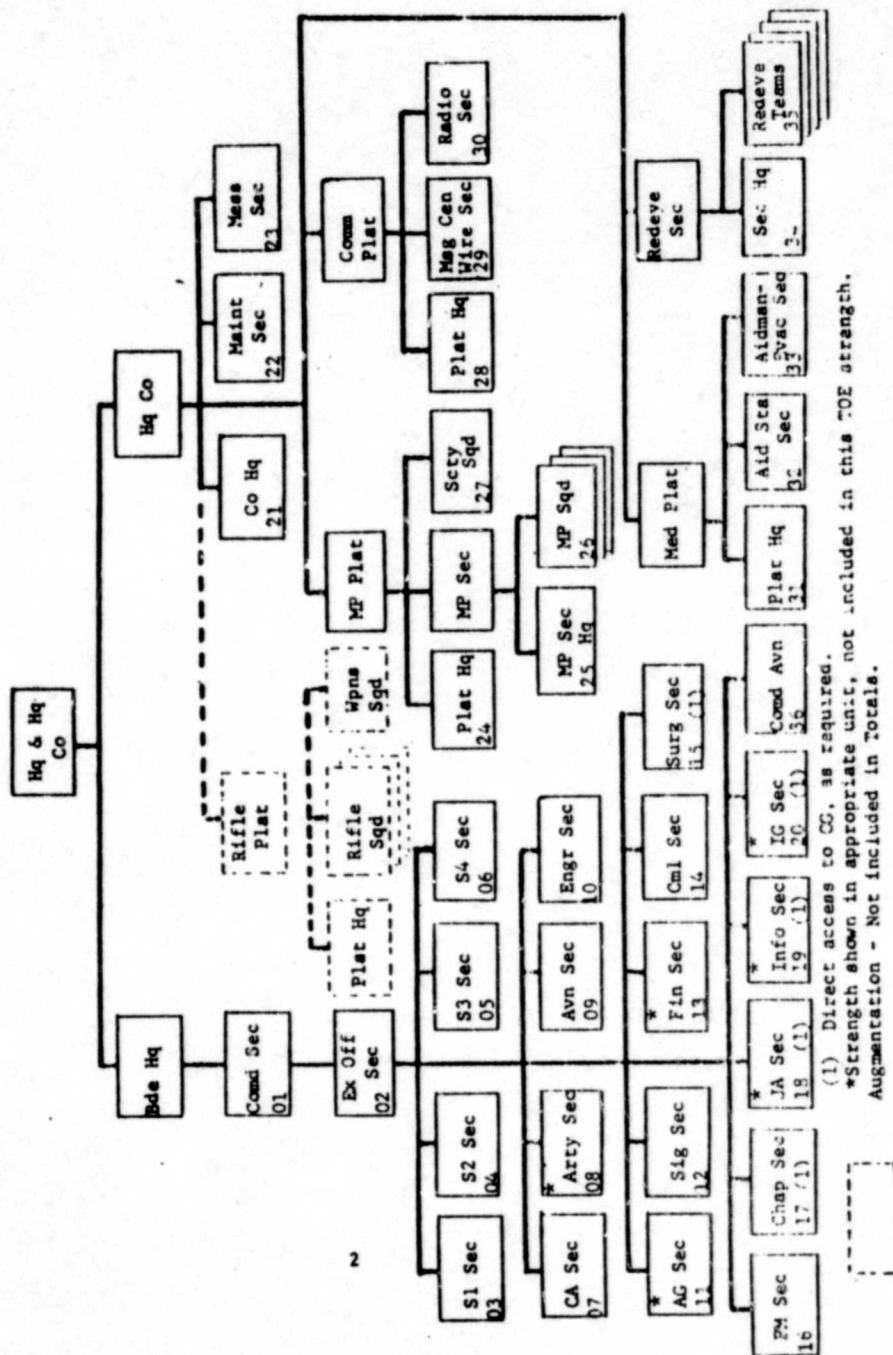 Hq & Hq
Co
Bde Hq
Hq Co
Comd Sec
01
Ex Off
Sec
02
Rifle
Plat
Co Hq
21
Maint
Sec
22
Mess
Sec
23
Plat Hq
Rifle
Sqd
Wpns
Sqd
MP Plat
Comm
Plat
S1 Sec
03
S2 Sec
04
S3 Sec
05
S4 Sec
06
Plat Hq
24
MP Sec
Scty
Sqd
27
Plat Hq
28
Msg Cen
Wire Sec
29
Radio
Sec
30
CA Sec
07
* Arty Sec
08
Avn Sec
09
Engr Sec
10
MP Sec
25 Hq
MP Sqd
26
* AG Sec
11
Sig Sec
12
* Fin Sec
13
Cml Sec
14
Surg Sec
15 (1)
Med Plat
Redeve
Sec
PM Sec
16
Chap Sec
17 (1)
* JA Sec
18 (1)
* Info Sec
19 (1)
* IG Sec
20 (1)
Comd Avn
36
Plat Hq
31
Aid Sta
Sec
32
Aidman-
Evac Sec
33
Sec Hq
Redeve
Teams
35
(1) Direct access to CG, as required.
*Strength shown in appropriate unit, not included in this TOE strength.
Augmentation - Not included in Totals.
2